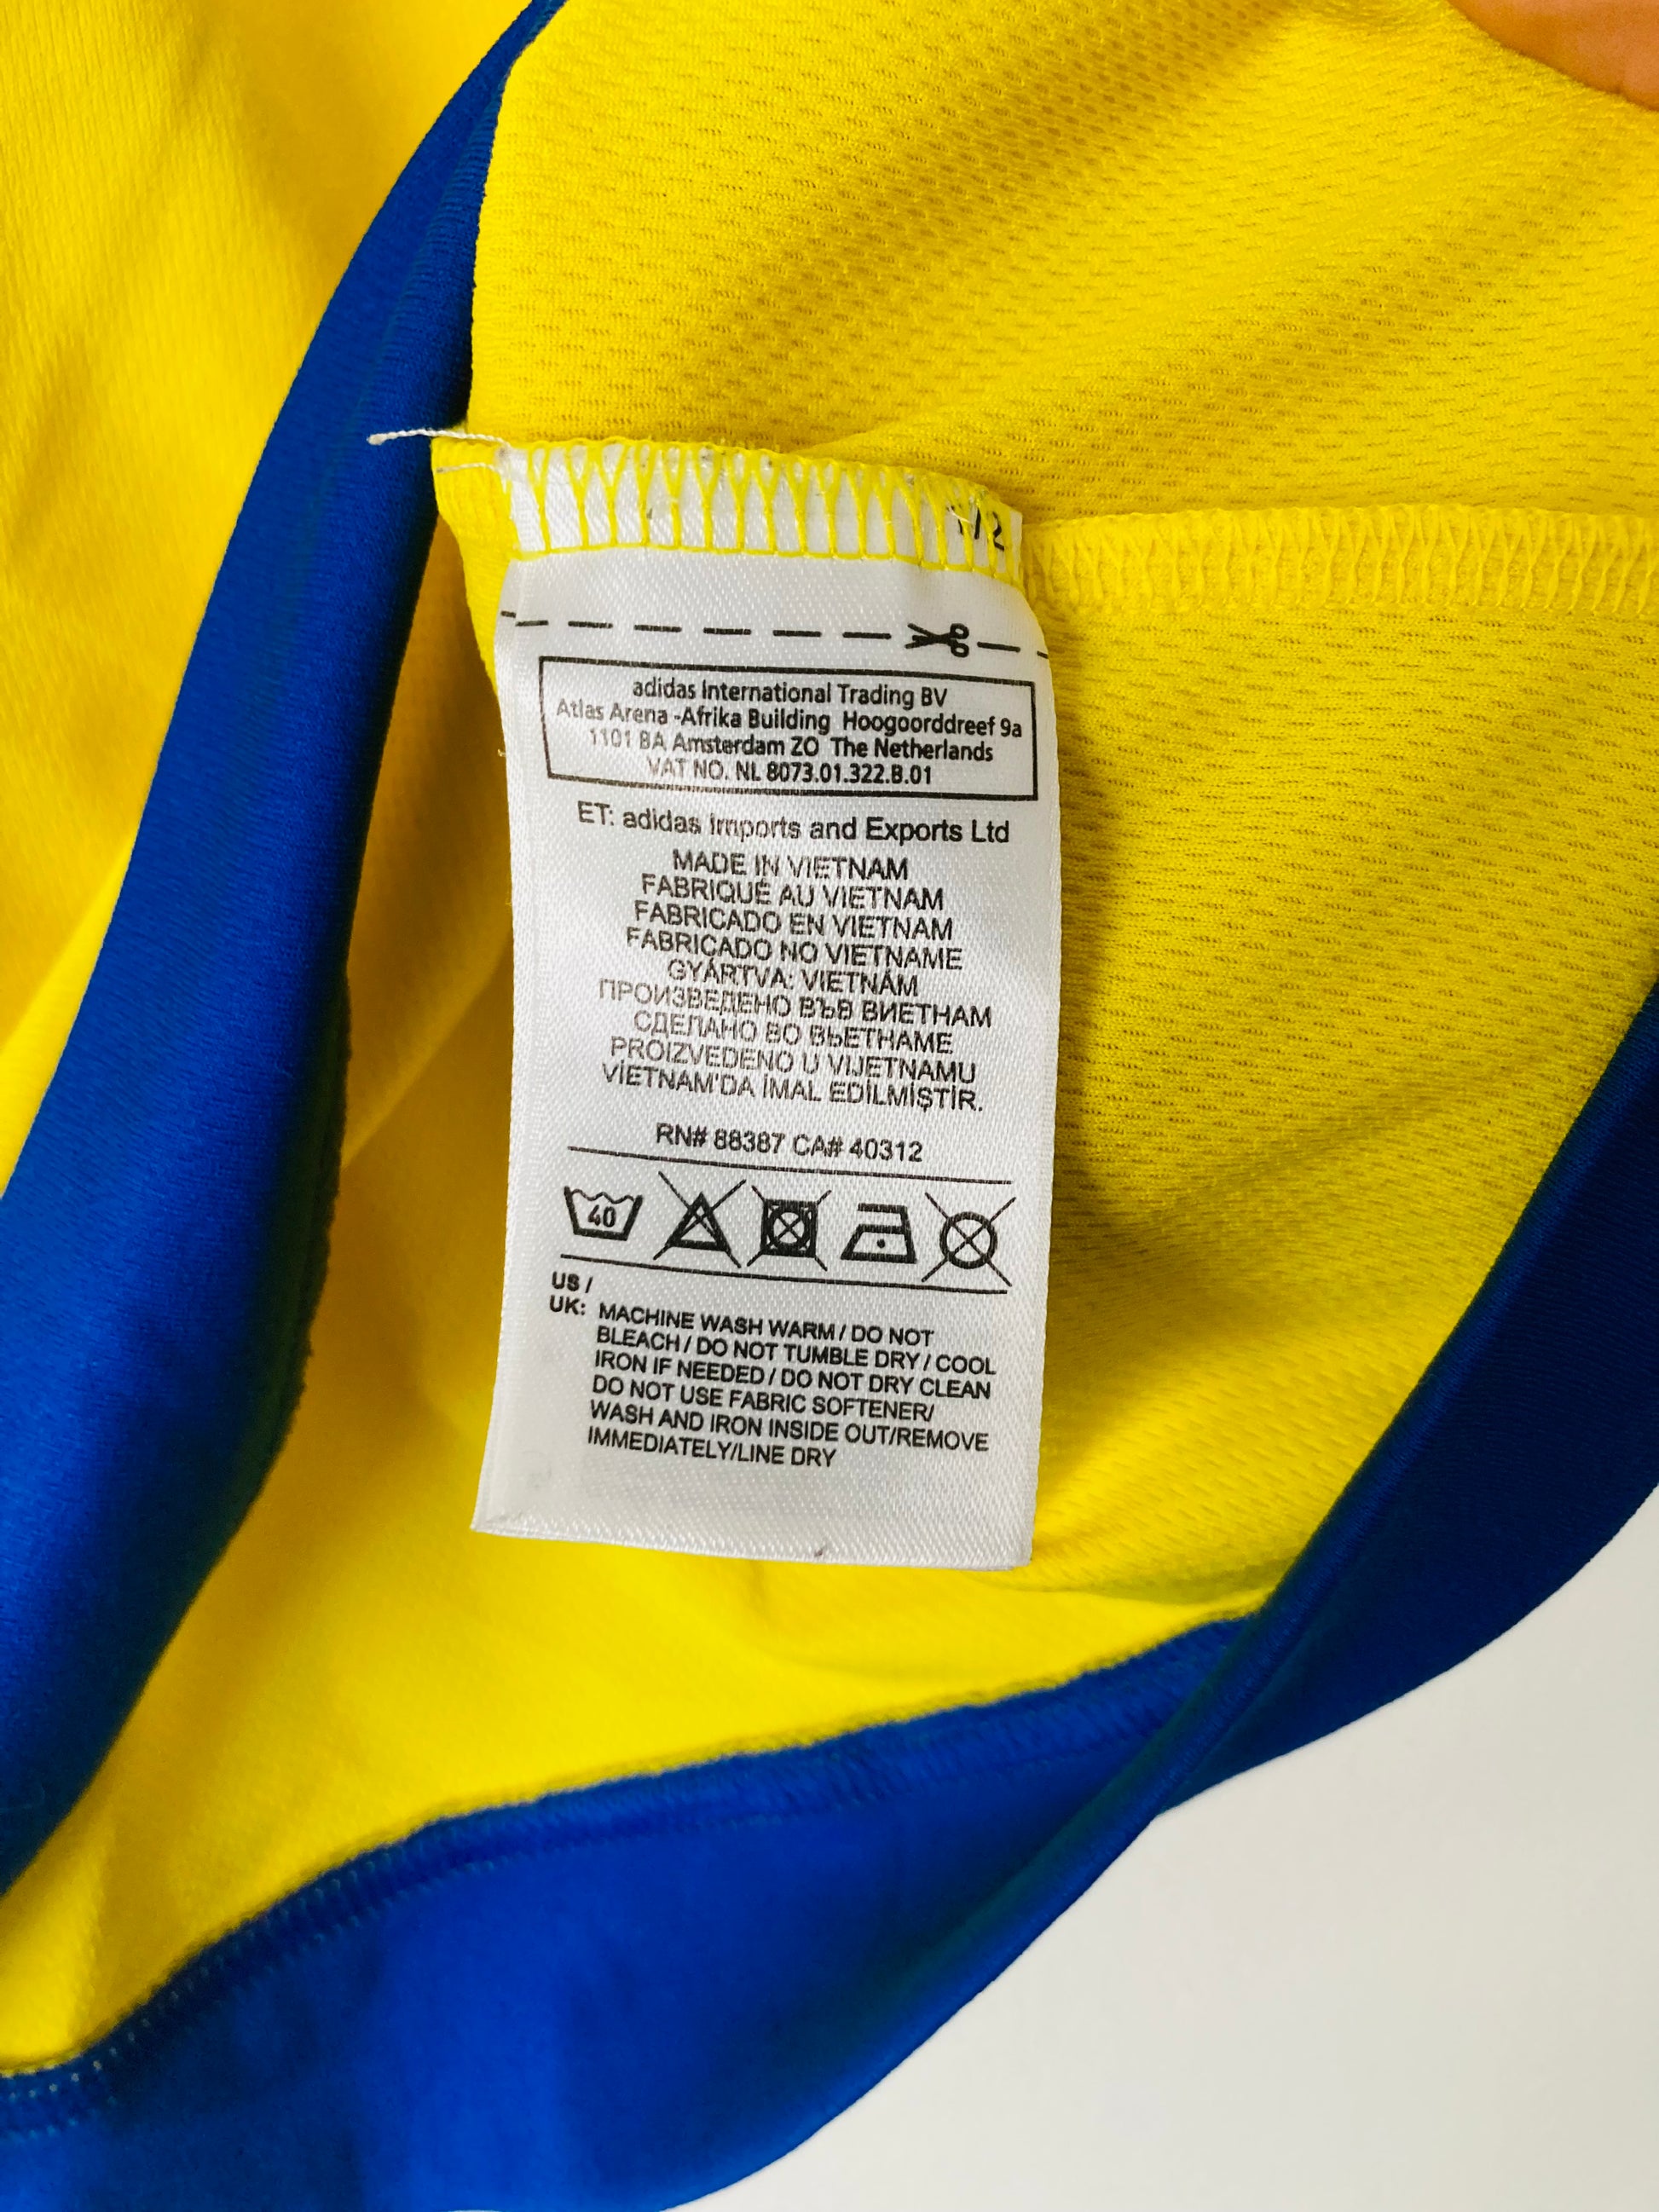 adidas International Trading BV
Atlas Arena -Afrika Building Hoogoorddreef 9a
1101 BA Amsterdam ZO The Netherlands
VAT NO. NL 8073.01.322.B.01
ET: adidas Imports and Exports Ltd
MADE IN VIETNAM
FABRIQUÉ AU VIETNAM
FABRICADO EN VIETNAM
FABRICADO NO VIETNAME
GYÁRTVA: VIETNÁM
ПРОИЗВЕДЕНО ВЪВ ВИЕТНАМ
СДЕЛАНО ВО ВЬЕТНАМЕ
PROIZVEDENO U VIJETNAMU
VİETNAM'DA İMAL EDİLMİŞTİR.
RN# 88387 CA# 40312
40
US /
UK: MACHINE WASH WARM / DO NOT
BLEACH / DO NOT TUMBLE DRY / COOL
IRON IF NEEDED / DO NOT DRY CLEAN
DO NOT USE FABRIC SOFTENER/
WASH AND IRON INSIDE OUT/REMOVE
IMMEDIATELY/LINE DRY